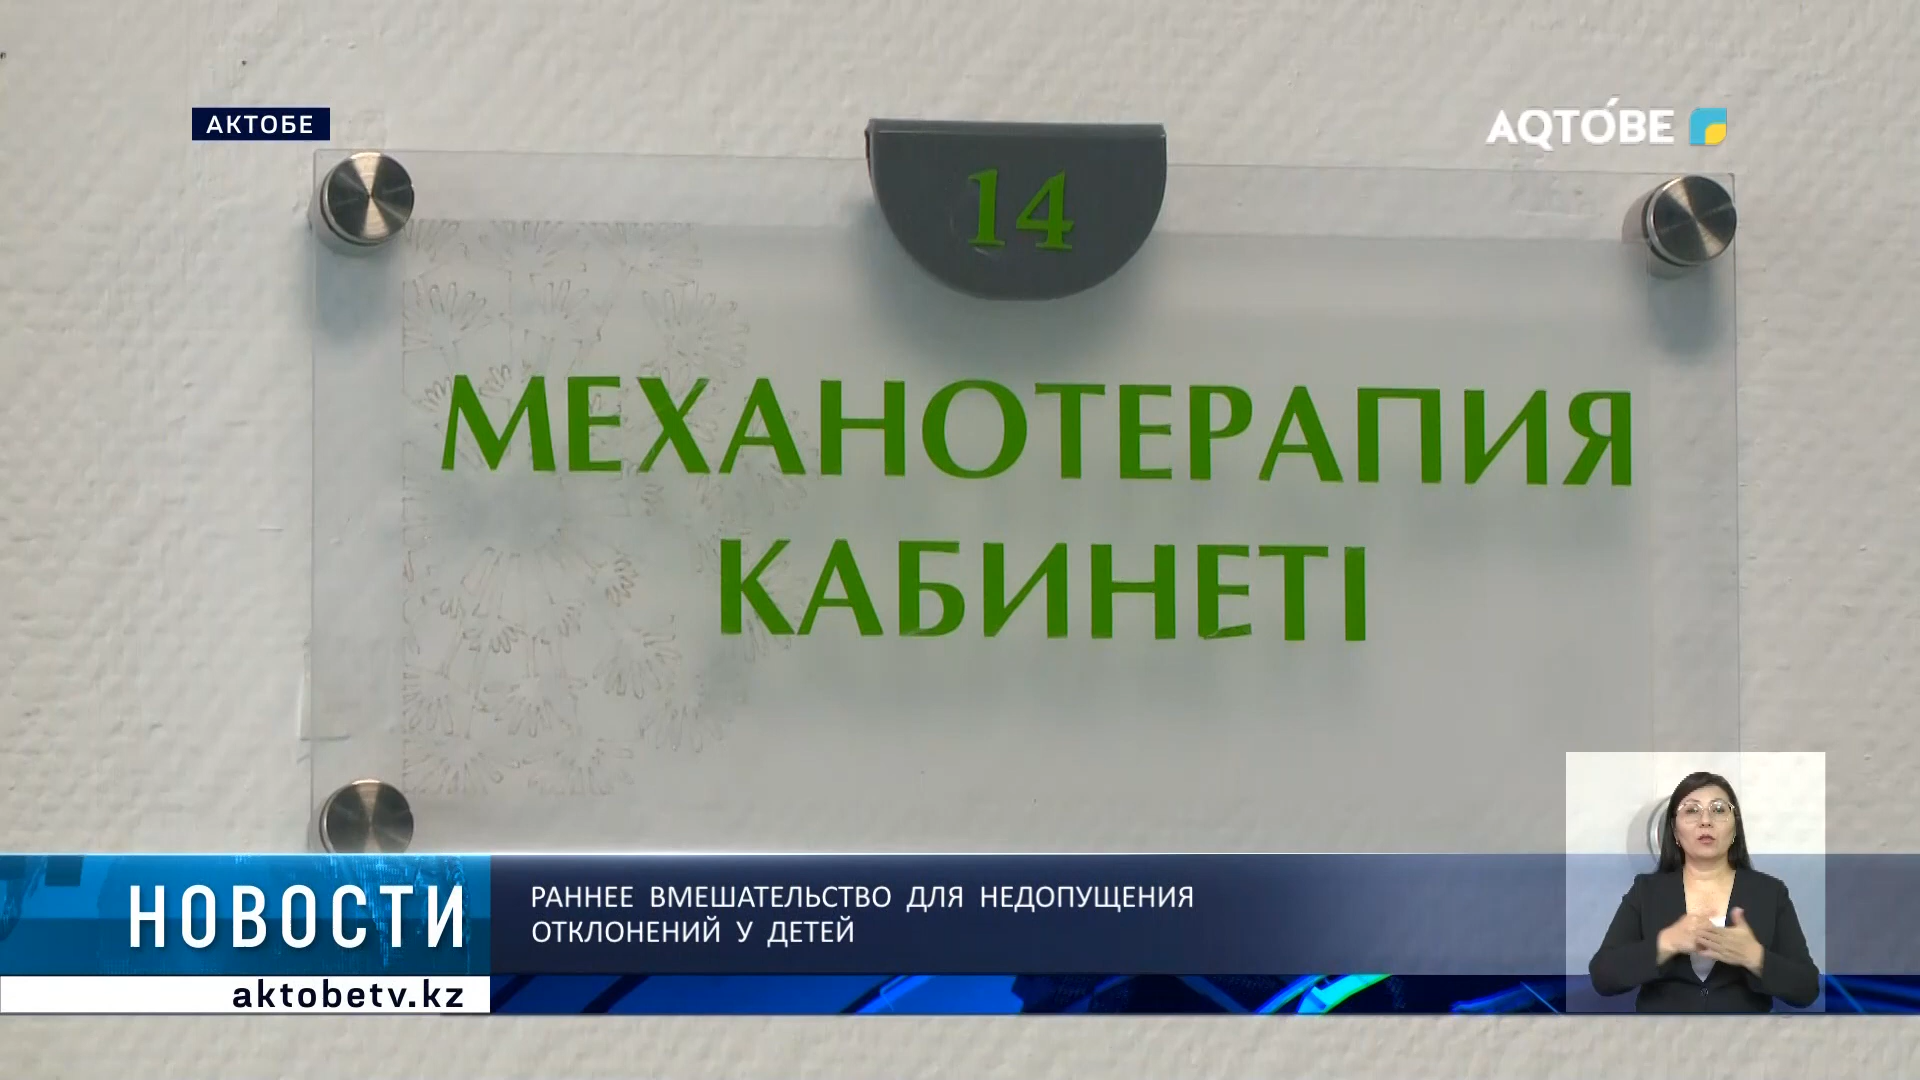 АКТОБЕ
AQTÓBE
14
МЕХАНОТЕРАПИЯ
КАБИНЕТІ
НОВОСТИ
РАННЕЕ ВМЕШАТЕЛЬСТВО ДЛЯ НЕДОПУЩЕНИЯ
ОТКЛОНЕНИЙ У ДЕТЕЙ
aktobetv.kz